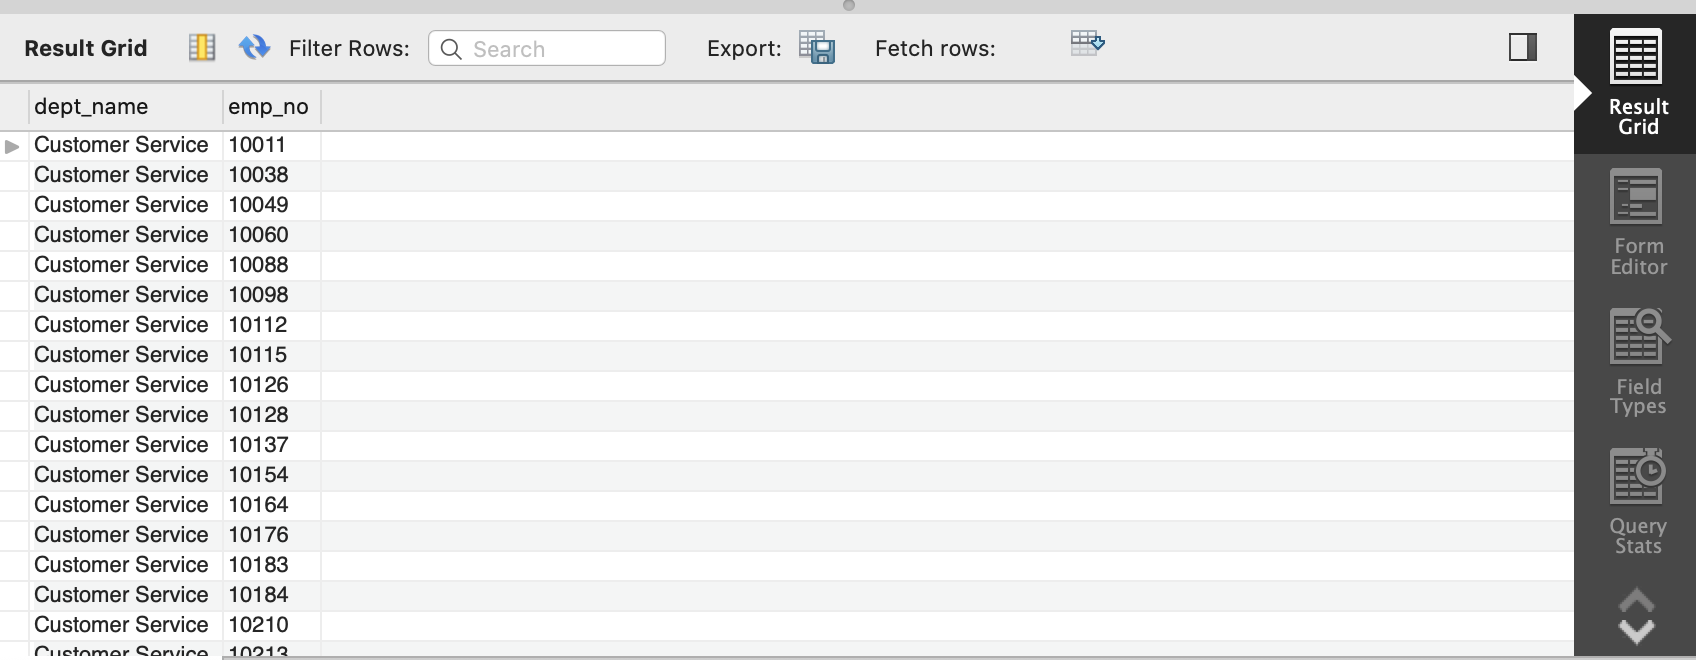 Result Grid Filter Rows: Search Export: Fetch rows:
dept_name emp_no
Customer Service 10011
Customer Service 10038
Customer Service 10049
Customer Service 10060
Customer Service 10088
Customer Service 10098
Customer Service 10112
Customer Service 10115
Customer Service 10126
Customer Service 10128
Customer Service 10137
Customer Service 10154
Customer Service 10164
Customer Service 10176
Customer Service 10183
Customer Service 10184
Customer Service 10210
Customer Service 10213
Result
Grid
Form
Editor
Field
Types
Query
Stats